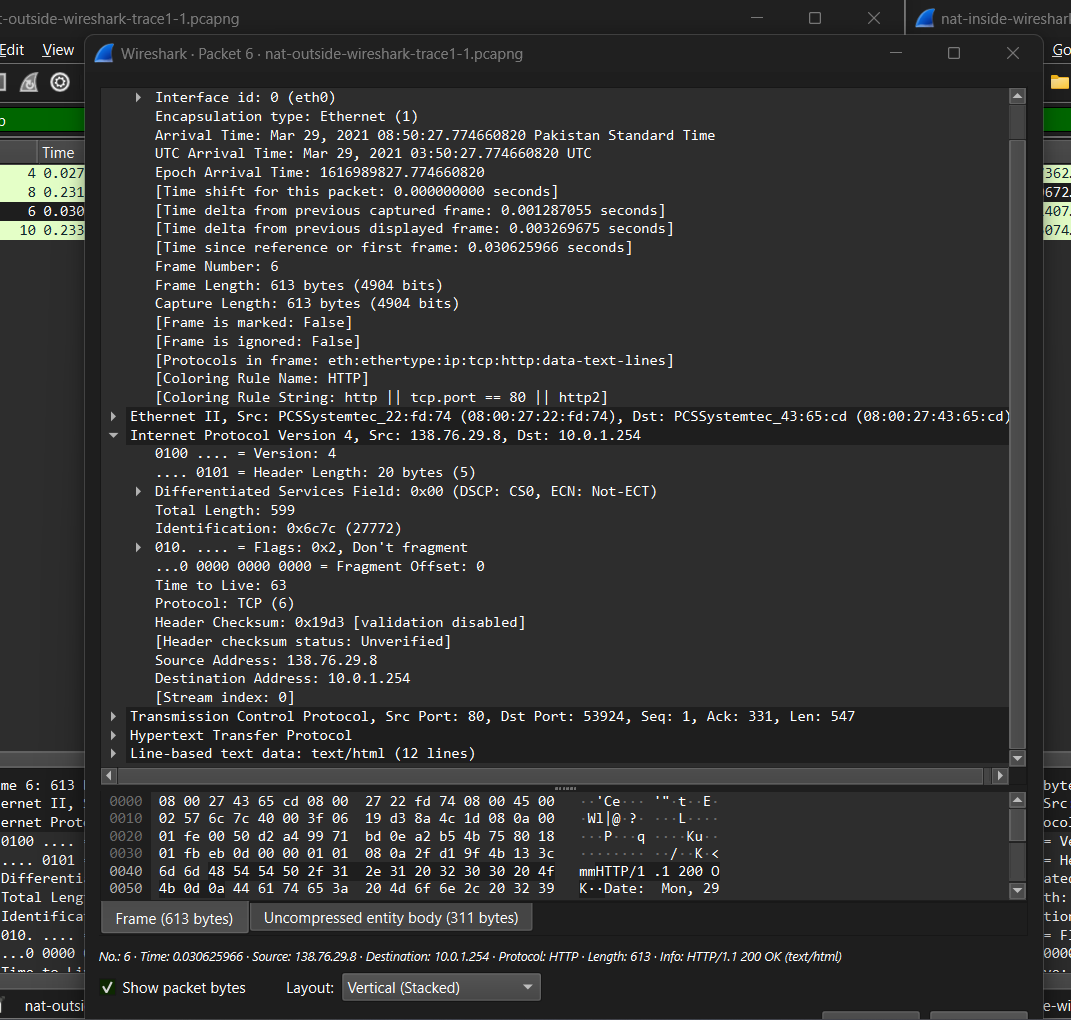 -outside-wireshark-trace1-1.pcapng
nat-inside-wireshark
Edit View
Go
Wireshark · Packet 6 · nat-outside-wireshark-trace1-1.pcapng
Time
4 0.027
8 0.231
6 0.030
10 0.233
362.
672.
407.
074.
Interface id: 0 (eth0)
Encapsulation type: Ethernet (1)
Arrival Time: Mar 29, 2021 08:50:27.774660820 Pakistan Standard Time
UTC Arrival Time: Mar 29, 2021 03:50:27.774660820 UTC
Epoch Arrival Time: 1616989827.774660820
[Time shift for this packet: 0.000000000 seconds]
[Time delta from previous captured frame: 0.001287055 seconds]
[Time delta from previous displayed frame: 0.003269675 seconds]
[Time since reference or first frame: 0.030625966 seconds]
Frame Number: 6
Frame Length: 613 bytes (4904 bits)
Capture Length: 613 bytes (4904 bits)
[Frame is marked: False]
[Frame is ignored: False]
[Protocols in frame: eth:ethertype:ip:tcp:http:data-text-lines]
[Coloring Rule Name: HTTP]
[Coloring Rule String: http || tcp.port == 80 || http2]
Ethernet II, Src: PCSSystemtec_22:fd:74 (08:00:27:22:fd:74), Dst: PCSSystemtec_43:65:cd (08:00:27:43:65:cd)
Internet Protocol Version 4, Src: 138.76.29.8, Dst: 10.0.1.254
0100 .... = Version: 4
.... 0101 = Header Length: 20 bytes (5)
Differentiated Services Field: 0x00 (DSCP: CS0, ECN: Not-ECT)
Total Length: 599
Identification: 0x6c7c (27772)
010. .... = Flags: 0x2, Don't fragment
...0 0000 0000 0000 = Fragment Offset: 0
Time to Live: 63
Protocol: TCP (6)
Header Checksum: 0x19d3 [validation disabled]
[Header checksum status: Unverified]
Source Address: 138.76.29.8
Destination Address: 10.0.1.254
[Stream index: 0]
Transmission Control Protocol, Src Port: 80, Dst Port: 53924, Seq: 1, Ack: 331, Len: 547
Hypertext Transfer Protocol
Line-based text data: text/html (12 lines)
me 6: 613
ernet II,
ernet Prot
0100 .... =
.... 0101 =
Differentia
Total Leng
Identifica
010. .... =
...0 0000
0000 08 00 27 43 65 cd 08 00 27 22 fd 74 08 00 45 00 ··'Ce··· '"·t··E·
0010 02 57 6c 7c 40 00 3f 06 19 d3 8a 4c 1d 08 0a 00 ·Wl|@·?· ···L····
0020 01 fe 00 50 d2 a4 99 71 bd 0e a2 b5 4b 75 80 18 ···P···q ····Ku··
0030 01 fb eb 0d 00 00 01 01 08 0a 2f d1 9f 4b 13 3c ········ ··/··K·<
0040 6d 6d 48 54 54 50 2f 31 2e 31 20 32 30 30 20 4f mmHTTP/1 .1 200 O
0050 4b 0d 0a 44 61 74 65 3a 20 4d 6f 6e 2c 20 32 39 K··Date: Mon, 29
Frame (613 bytes) Uncompressed entity body (311 bytes)
No.: 6 · Time: 0.030625966 · Source: 138.76.29.8 · Destination: 10.0.1.254 · Protocol: HTTP · Length: 613 · Info: HTTP/1.1 200 OK (text/html)
Show packet bytes Layout: Vertical (Stacked)
nat-outsi